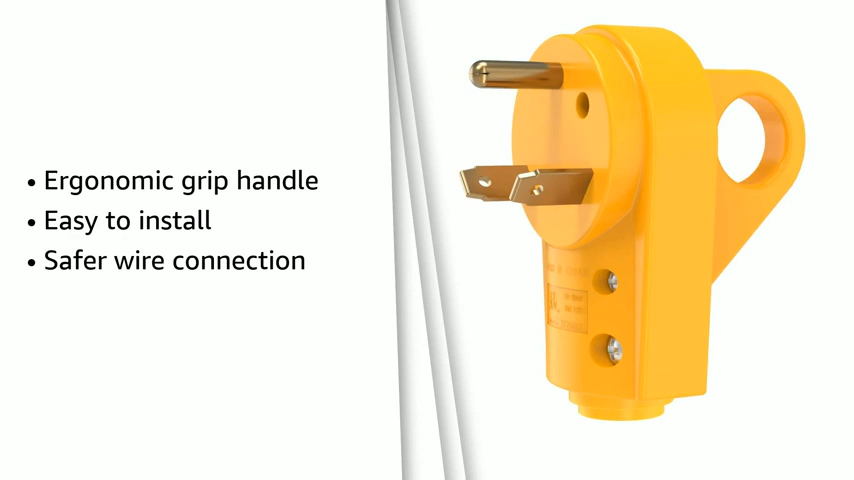 • Ergonomic grip handle
• Easy to install
• Safer wire connection